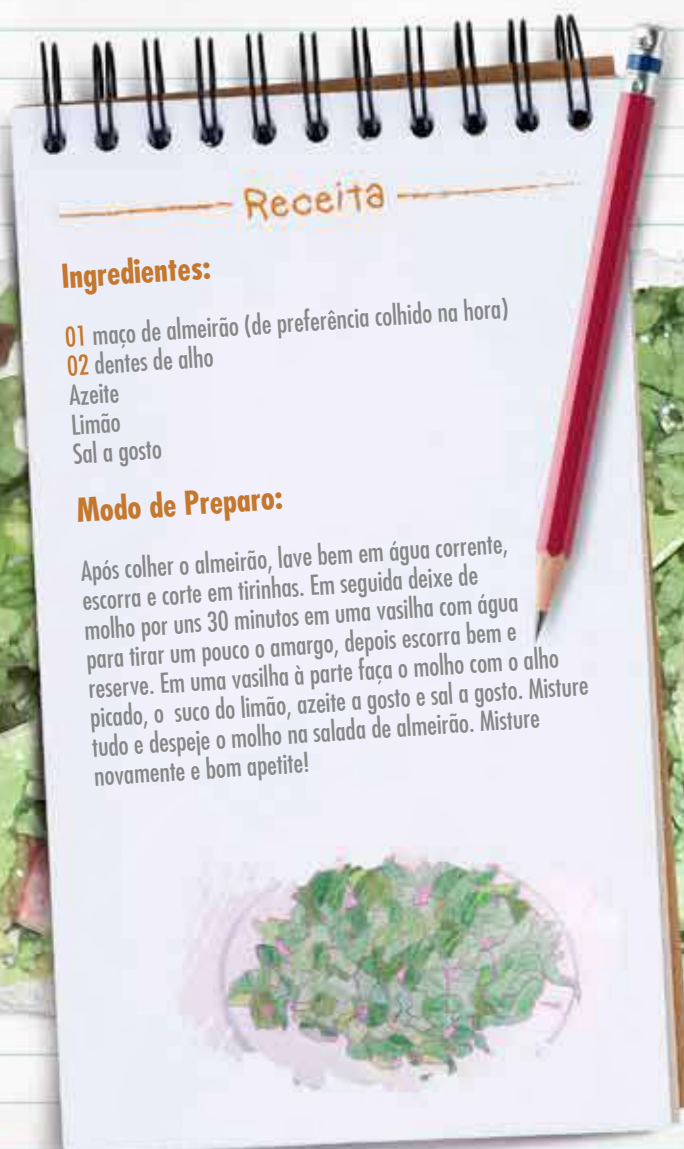 Receita
Ingredientes:
01 maço de almeirão (de preferência colhido na hora)
02 dentes de alho
Azeite
Limão
Sal a gosto
Modo de Preparo:
Após colher o almeirão, lave bem em água corrente,
escorra e corte em tirinhas. Em seguida deixe de
molho por uns 30 minutos em uma vasilha com água
para tirar um pouco o amargo, depois escorra bem e
reserve. Em uma vasilha à parte faça o molho com o alho
picado, o suco do limão, azeite a gosto e sal a gosto. Misture
tudo e despeje o molho na salada de almeirão. Misture
novamente e bom apetite!